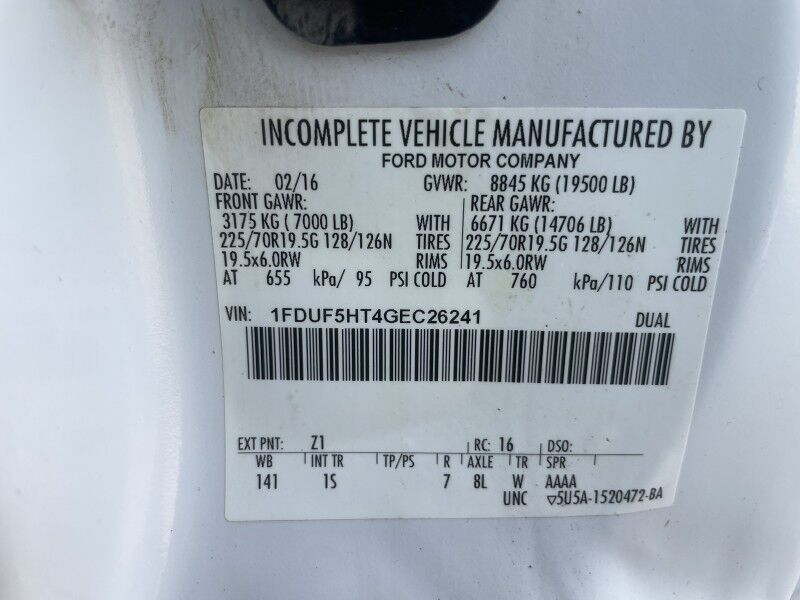 INCOMPLETE VEHICLE MANUFACTURED BY
FORD MOTOR COMPANY
DATE: 02/16 GVWR: 8845 KG (19500 LB)
FRONT GAWR: REAR GAWR:
3175 KG ( 7000 LB) WITH 6671 KG (14706 LB) WITH
225/70R19.5G 128/126N TIRES 225/70R19.5G 128/126N TIRES
19.5x6.0RW RIMS 19.5x6.0RW RIMS
AT 655 kPa/ 95 PSI COLD AT 760 kPa/110 PSI COLD
VIN: 1FDUF5HT4GEC26241 DUAL
EXT PNT: Z1 RC: 16 DSO:
WB INT TR TP/PS R AXLE TR SPR
141 1S 7 8L W AAAA
UNC ▽5U5A-1520472-BA